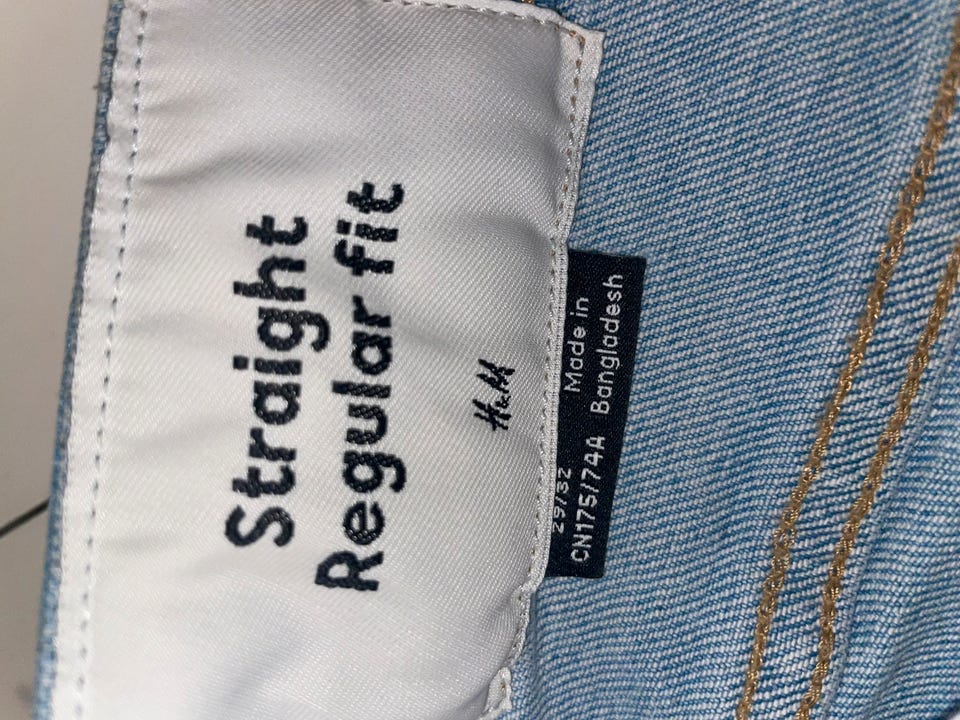 Straight
Regular fit
H&M
29/32
CN175/74A
Made in
Bangladesh